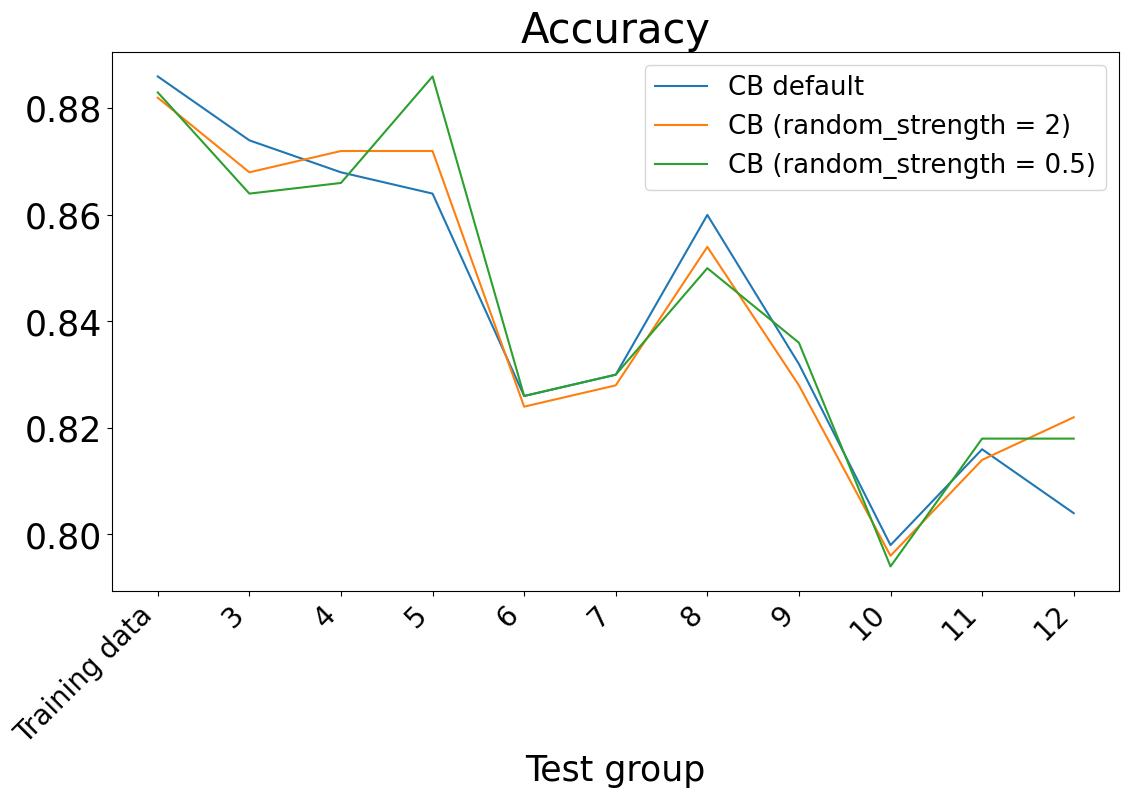 Accuracy
CB default
CB (random_strength = 2)
CB (random_strength = 0.5)
0.88
0.86
0.84
0.82
0.80
Training data
3
4
5
6
7
8
9
10
11
12
Test group